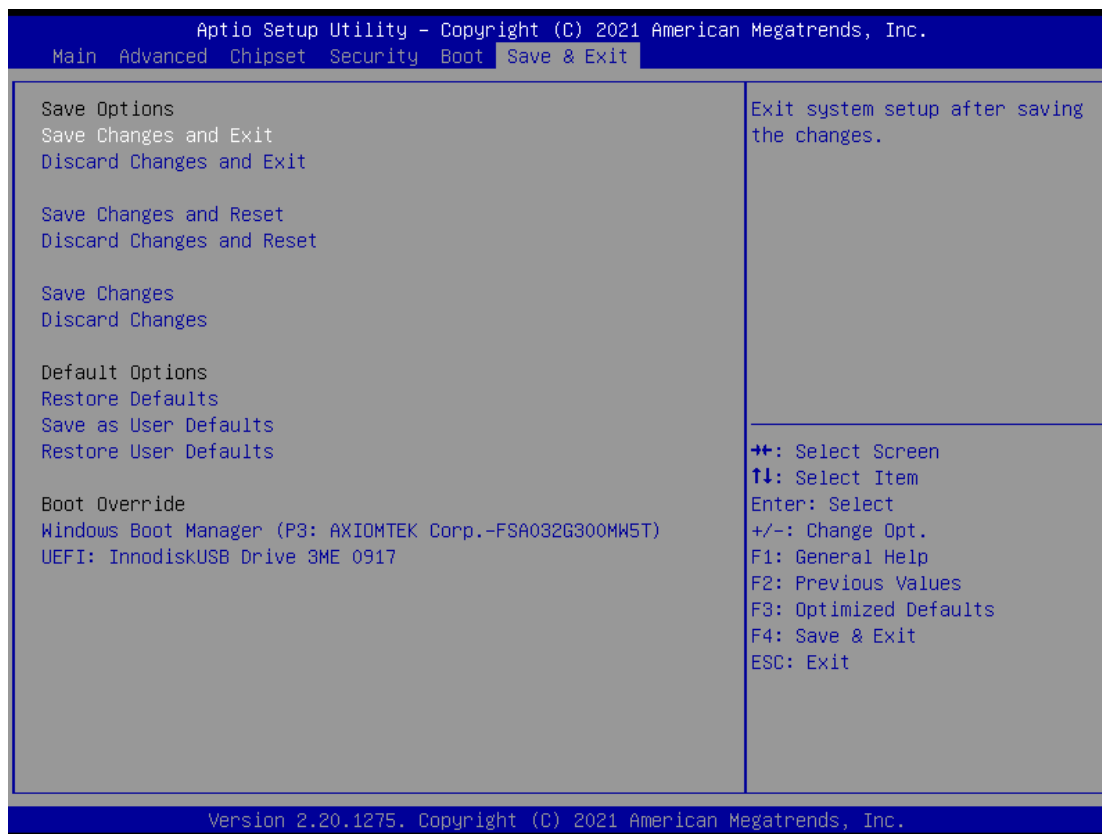 Aptio Setup Utility – Copyright (C) 2021 American Megatrends, Inc.
Main Advanced Chipset Security Boot Save & Exit
Save Options
Save Changes and Exit
Discard Changes and Exit
Save Changes and Reset
Discard Changes and Reset
Save Changes
Discard Changes
Default Options
Restore Defaults
Save as User Defaults
Restore User Defaults
Boot Override
Windows Boot Manager (P3: AXIOMTEK Corp.-FSA032G300MW5T)
UEFI: InnodiskUSB Drive 3ME 0917
Exit system setup after saving
the changes.
→←: Select Screen
↑↓: Select Item
Enter: Select
+/-: Change Opt.
F1: General Help
F2: Previous Values
F3: Optimized Defaults
F4: Save & Exit
ESC: Exit
Version 2.20.1275. Copyright (C) 2021 American Megatrends, Inc.